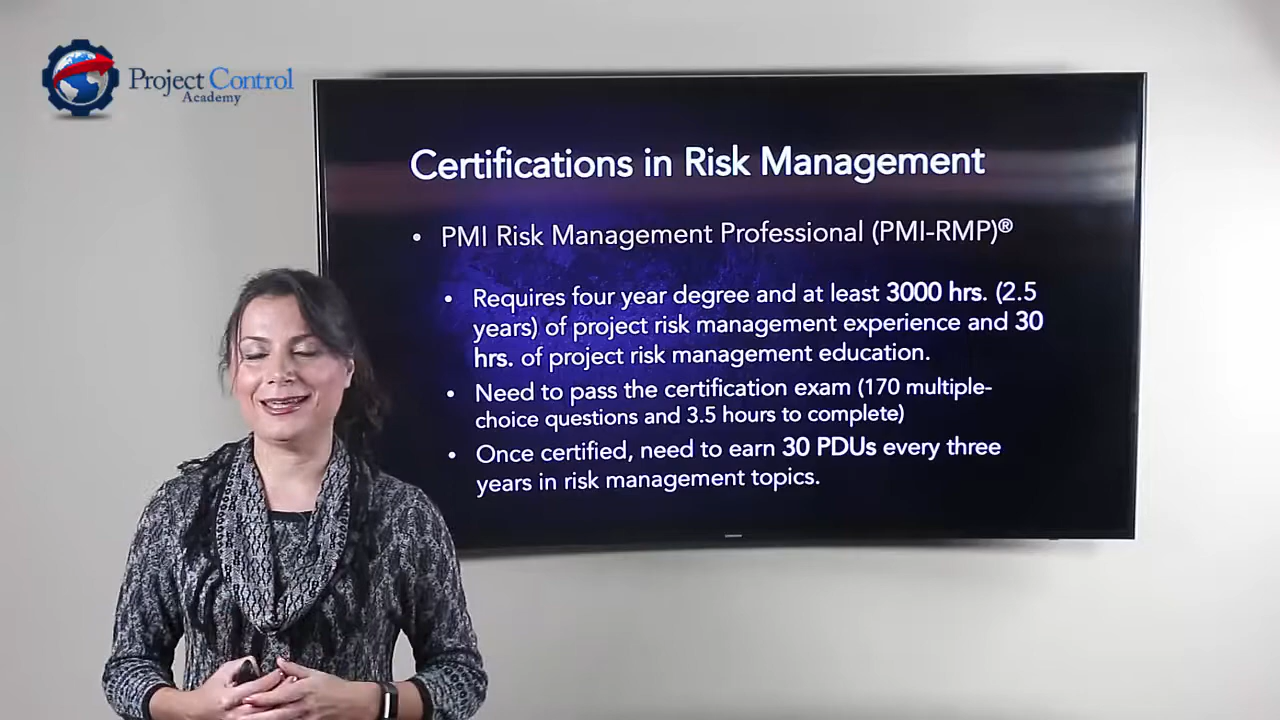 Project Control
Academy
Certifications in Risk Management
• PMI Risk Management Professional (PMI-RMP)®
• Requires four year degree and at least 3000 hrs. (2.5
years) of project risk management experience and 30
hrs. of project risk management education.
• Need to pass the certification exam (170 multiple-
choice questions and 3.5 hours to complete)
• Once certified, need to earn 30 PDUs every three
years in risk management topics.